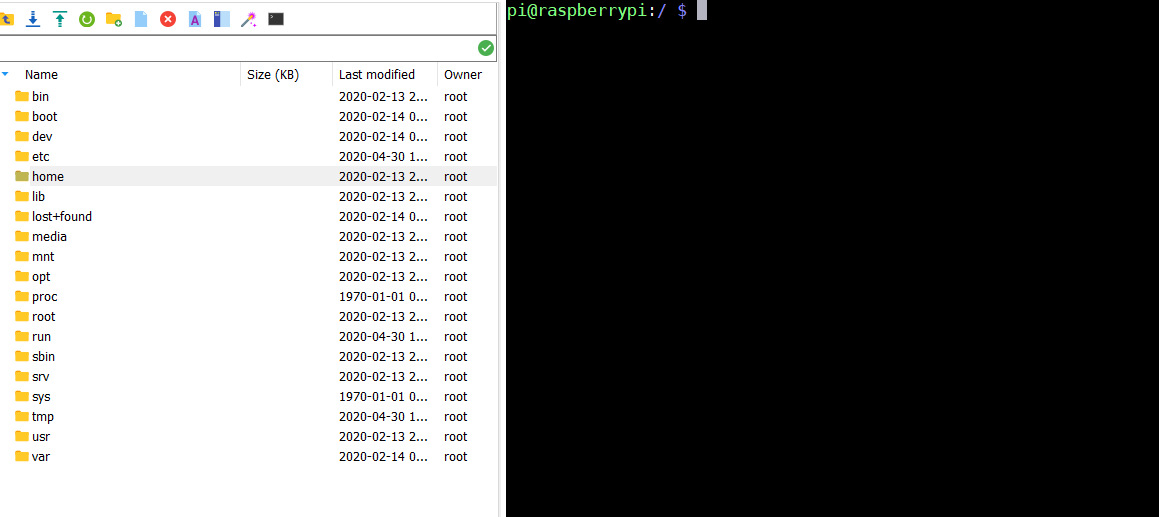 pi@raspberrypi:/ $
A
Name Size (KB) Last modified Owner
bin 2020-02-13 2... root
boot 2020-02-14 0... root
dev 2020-02-14 0... root
etc 2020-04-30 1... root
home 2020-02-13 2... root
lib 2020-02-13 2... root
lost+found 2020-02-14 0... root
media 2020-02-13 2... root
mnt 2020-02-13 2... root
opt 2020-02-13 2... root
proc 1970-01-01 0... root
root 2020-02-13 2... root
run 2020-04-30 1... root
sbin 2020-02-13 2... root
srv 2020-02-13 2... root
sys 1970-01-01 0... root
tmp 2020-04-30 1... root
usr 2020-02-13 2... root
var 2020-02-14 0... root